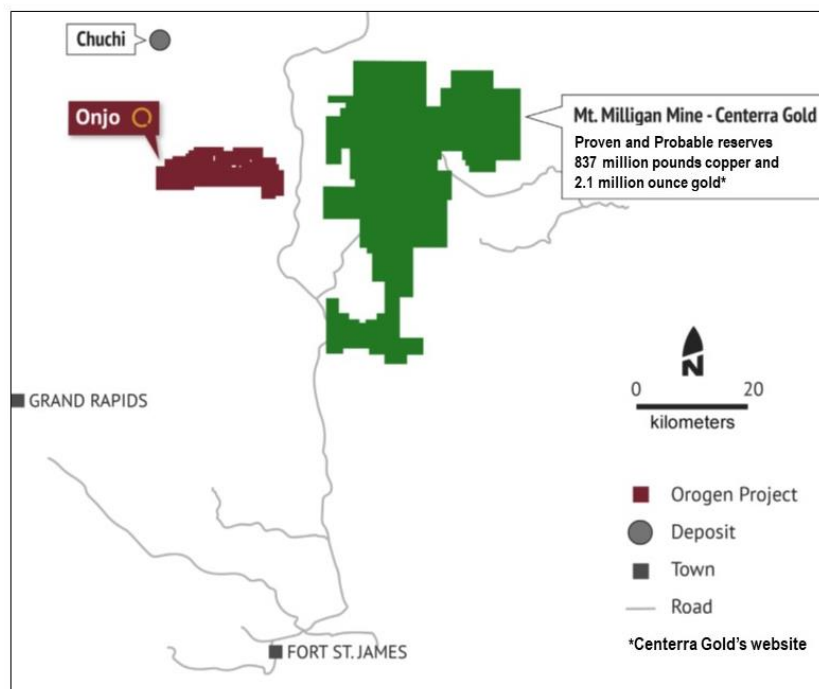 Chuchi
Onjo
Mt. Milligan Mine - Centerra Gold
Proven and Probable reserves
837 million pounds copper and
2.1 million ounce gold*
GRAND RAPIDS
N
0 20
kilometers
Orogen Project
Deposit
Town
Road
FORT ST. JAMES
*Centerra Gold's website